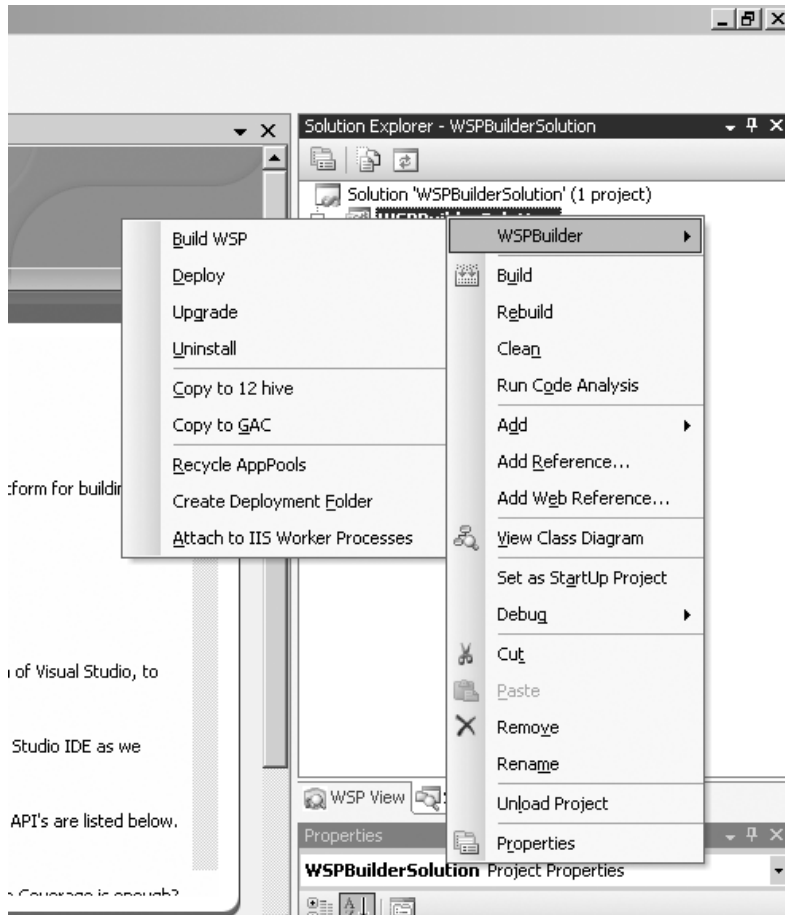 Solution Explorer - WSPBuilderSolution
Solution 'WSPBuilderSolution' (1 project)
WSPBuilder
Build
Rebuild
Clean
Run Code Analysis
Add
Add Reference...
Add Web Reference...
View Class Diagram
Set as StartUp Project
Debug
Cut
Paste
Remove
Rename
Unload Project
Properties
Build WSP
Deploy
Upgrade
Uninstall
Copy to 12 hive
Copy to GAC
Recycle AppPools
Create Deployment Folder
Attach to IIS Worker Processes
for
of Visual Studio, to
Studio IDE as we
API's are listed below.
WSP View
Properties
WSPBuilderSolution Project Properties